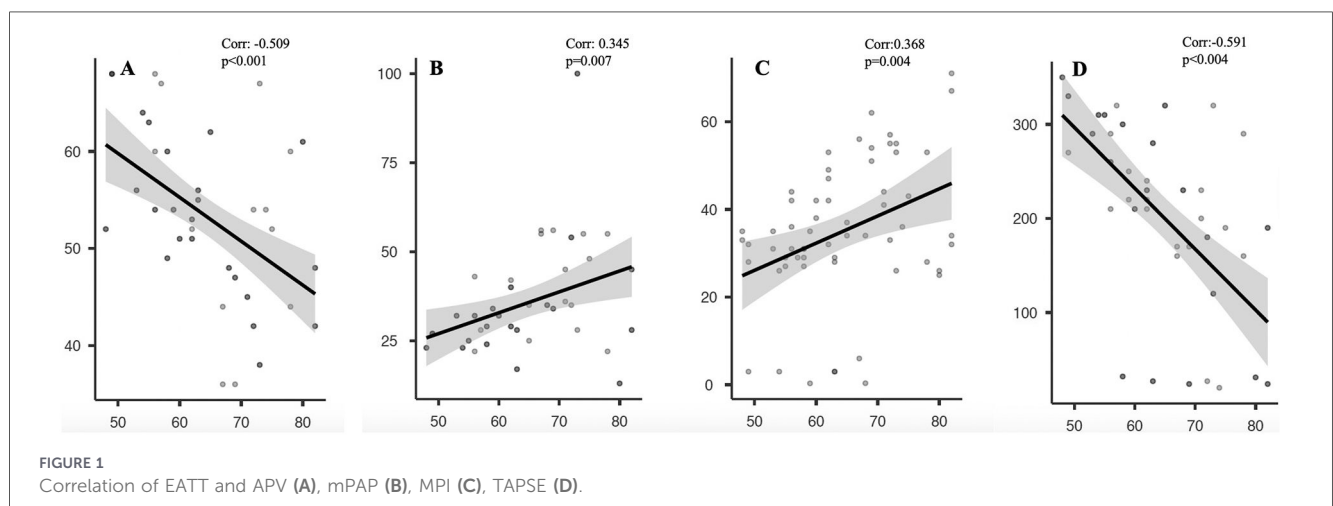 Corr: -0.509
p<0.001
A
60
50
40
50 60 70 80
Corr: 0.345
p=0.007
B
100
75
50
25
50 60 70 80
Corr:0.368
p=0.004
C
60
40
20
0
50 60 70 80
Corr:-0.591
p<0.004
D
300
200
100
50 60 70 80
FIGURE 1
Correlation of EATT and APV (A), mPAP (B), MPI (C), TAPSE (D).